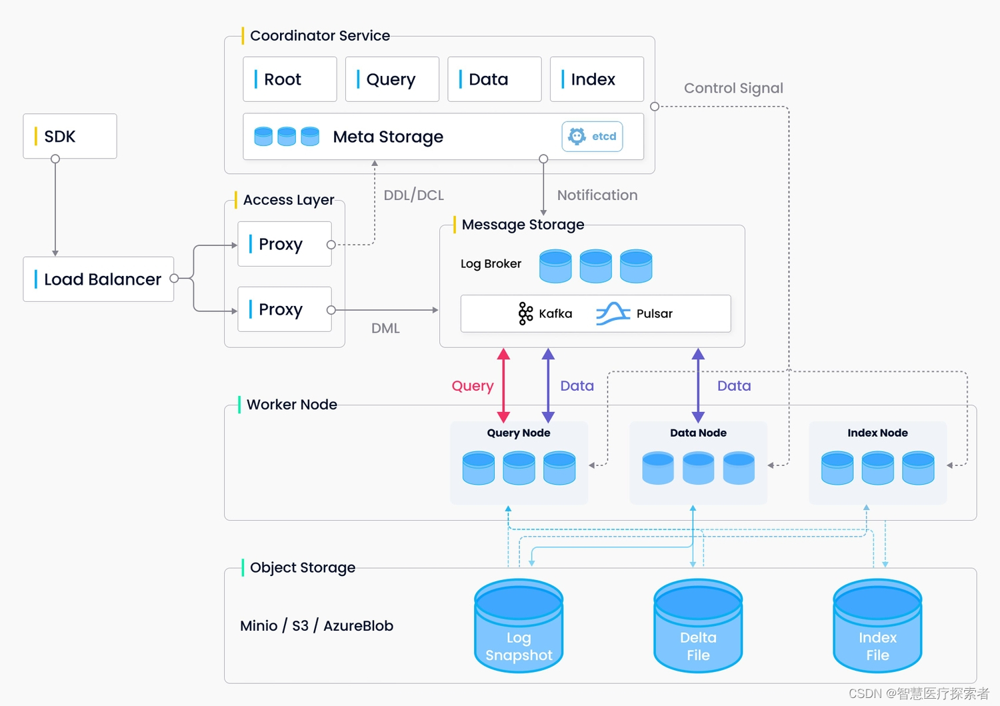 Coordinator Service
Root
Query
Data
Index
Control Signal
SDK
Meta Storage
etcd
DDL/DCL
Notification
Access Layer
Message Storage
Proxy
Log Broker
Load Balancer
Proxy
Kafka
Pulsar
DML
Query
Data
Data
Worker Node
Query Node
Data Node
Index Node
Object Storage
Minio / S3 / AzureBlob
Log
Snapshot
Delta
File
Index
File
CSDN @智慧医疗探索者